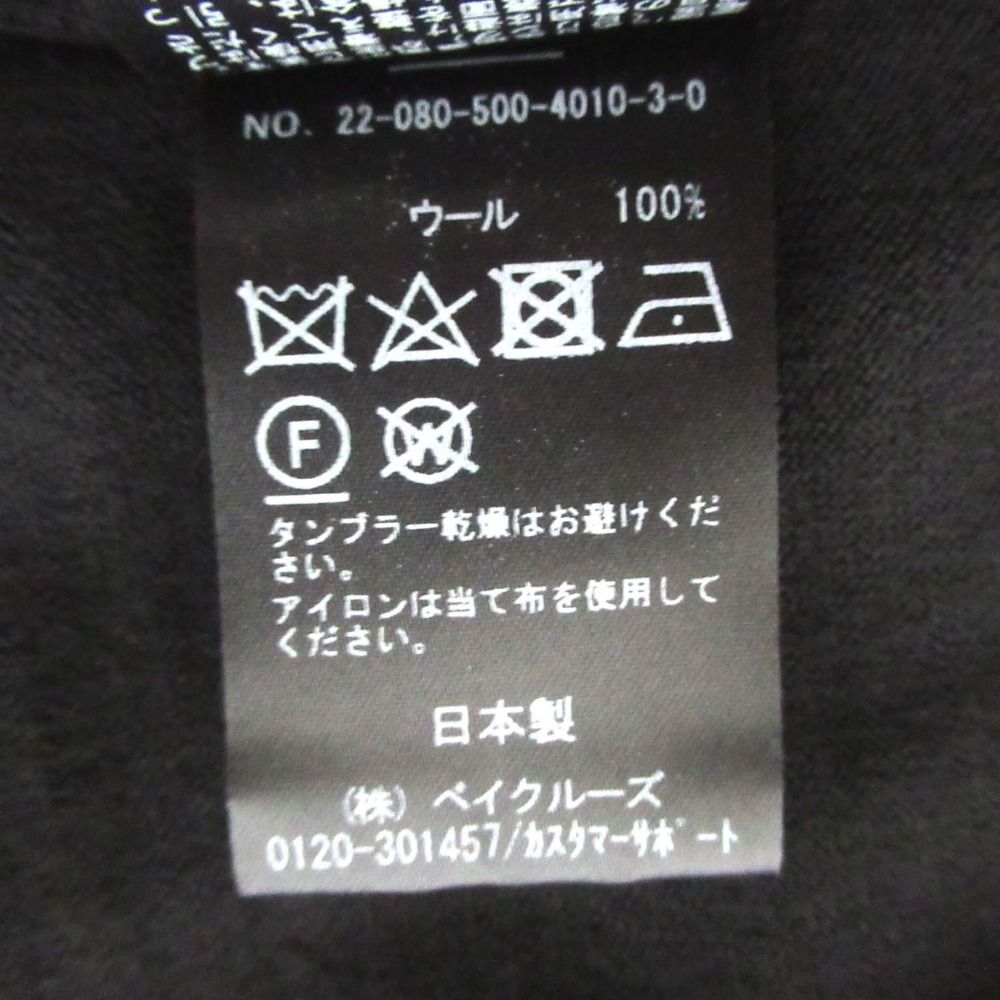 NO. 22-080-500-4010-3-0
ウール 100%
F W
タンブラー乾燥はお避けくだ
さい。
アイロンは当て布を使用して
ください。
日本製
(株) ベイクルーズ
0120-301457/カスタマーサポート